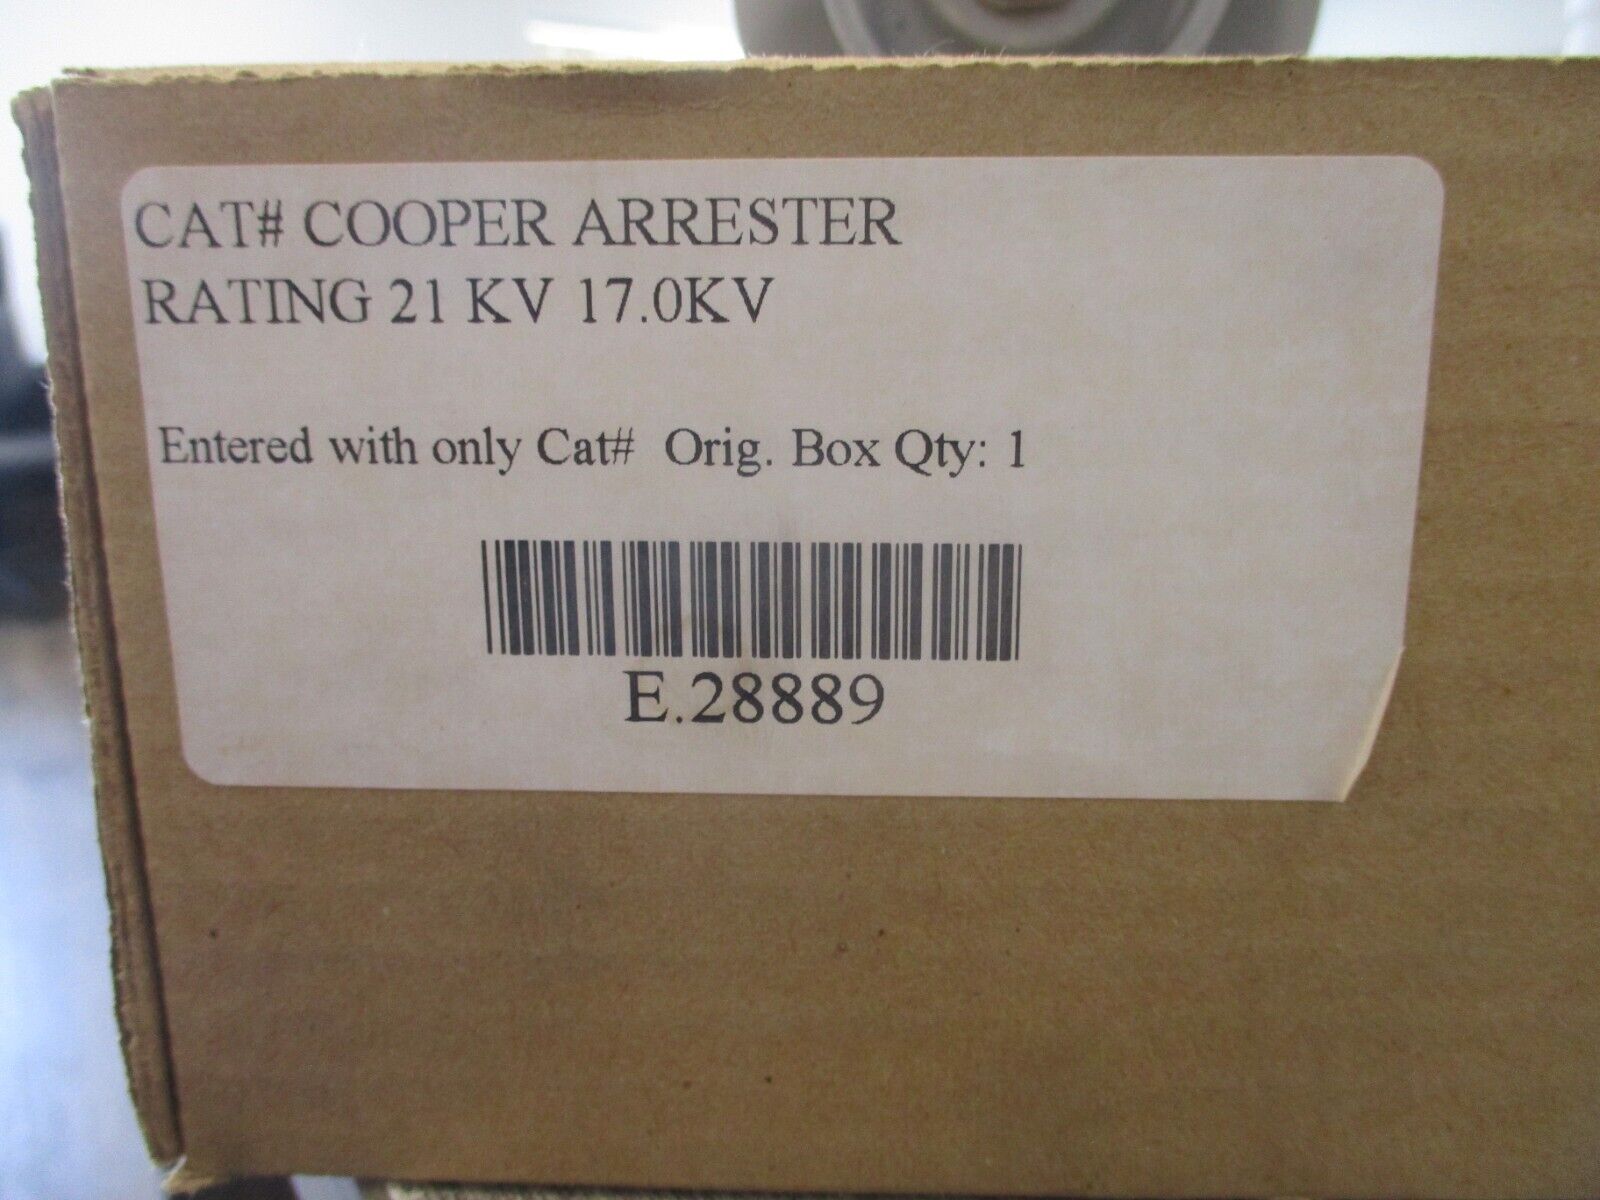 CAT# COOPER ARRESTER
RATING 21 KV 17.0KV
Entered with only Cat# Orig. Box Qty: 1
E.28889